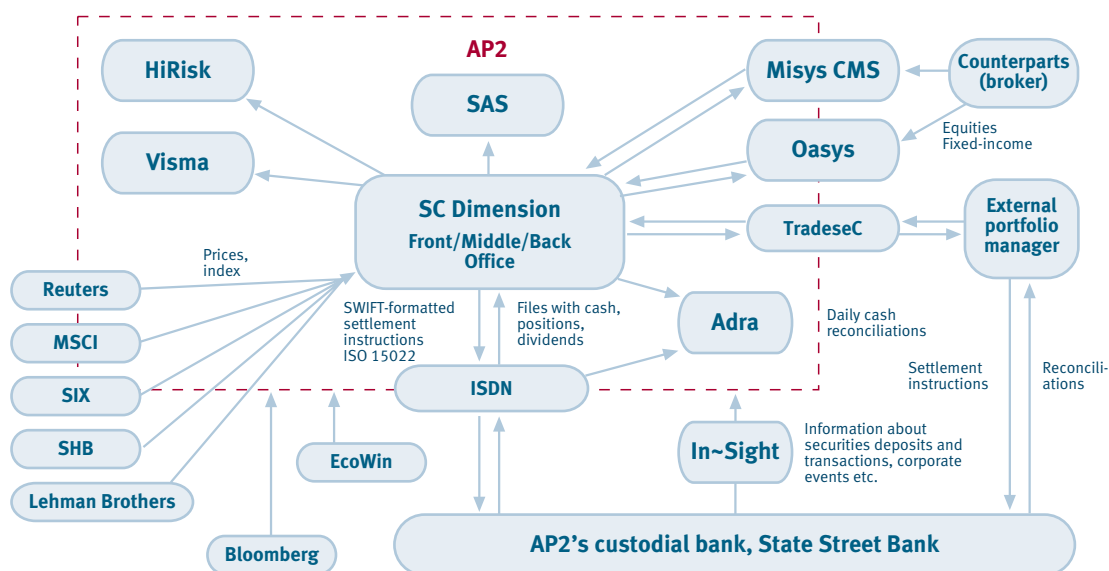 AP2
HiRisk
SAS
Misys CMS
Counterparts
(broker)
Visma
Oasys
Equities
Fixed-income
SC Dimension
Front/Middle/Back
Office
TradeseC
External
portfolio
manager
Prices,
index
Reuters
MSCI
SIX
SHB
Lehman Brothers
SWIFT-formatted
settlement
instructions
ISO 15022
Files with cash,
positions,
dividends
Adra
Daily cash
reconciliations
ISDN
Settlement
instructions
Reconcili-
ations
EcoWin
In~Sight
Information about
securities deposits and
transactions, corporate
events etc.
Bloomberg
AP2's custodial bank, State Street Bank